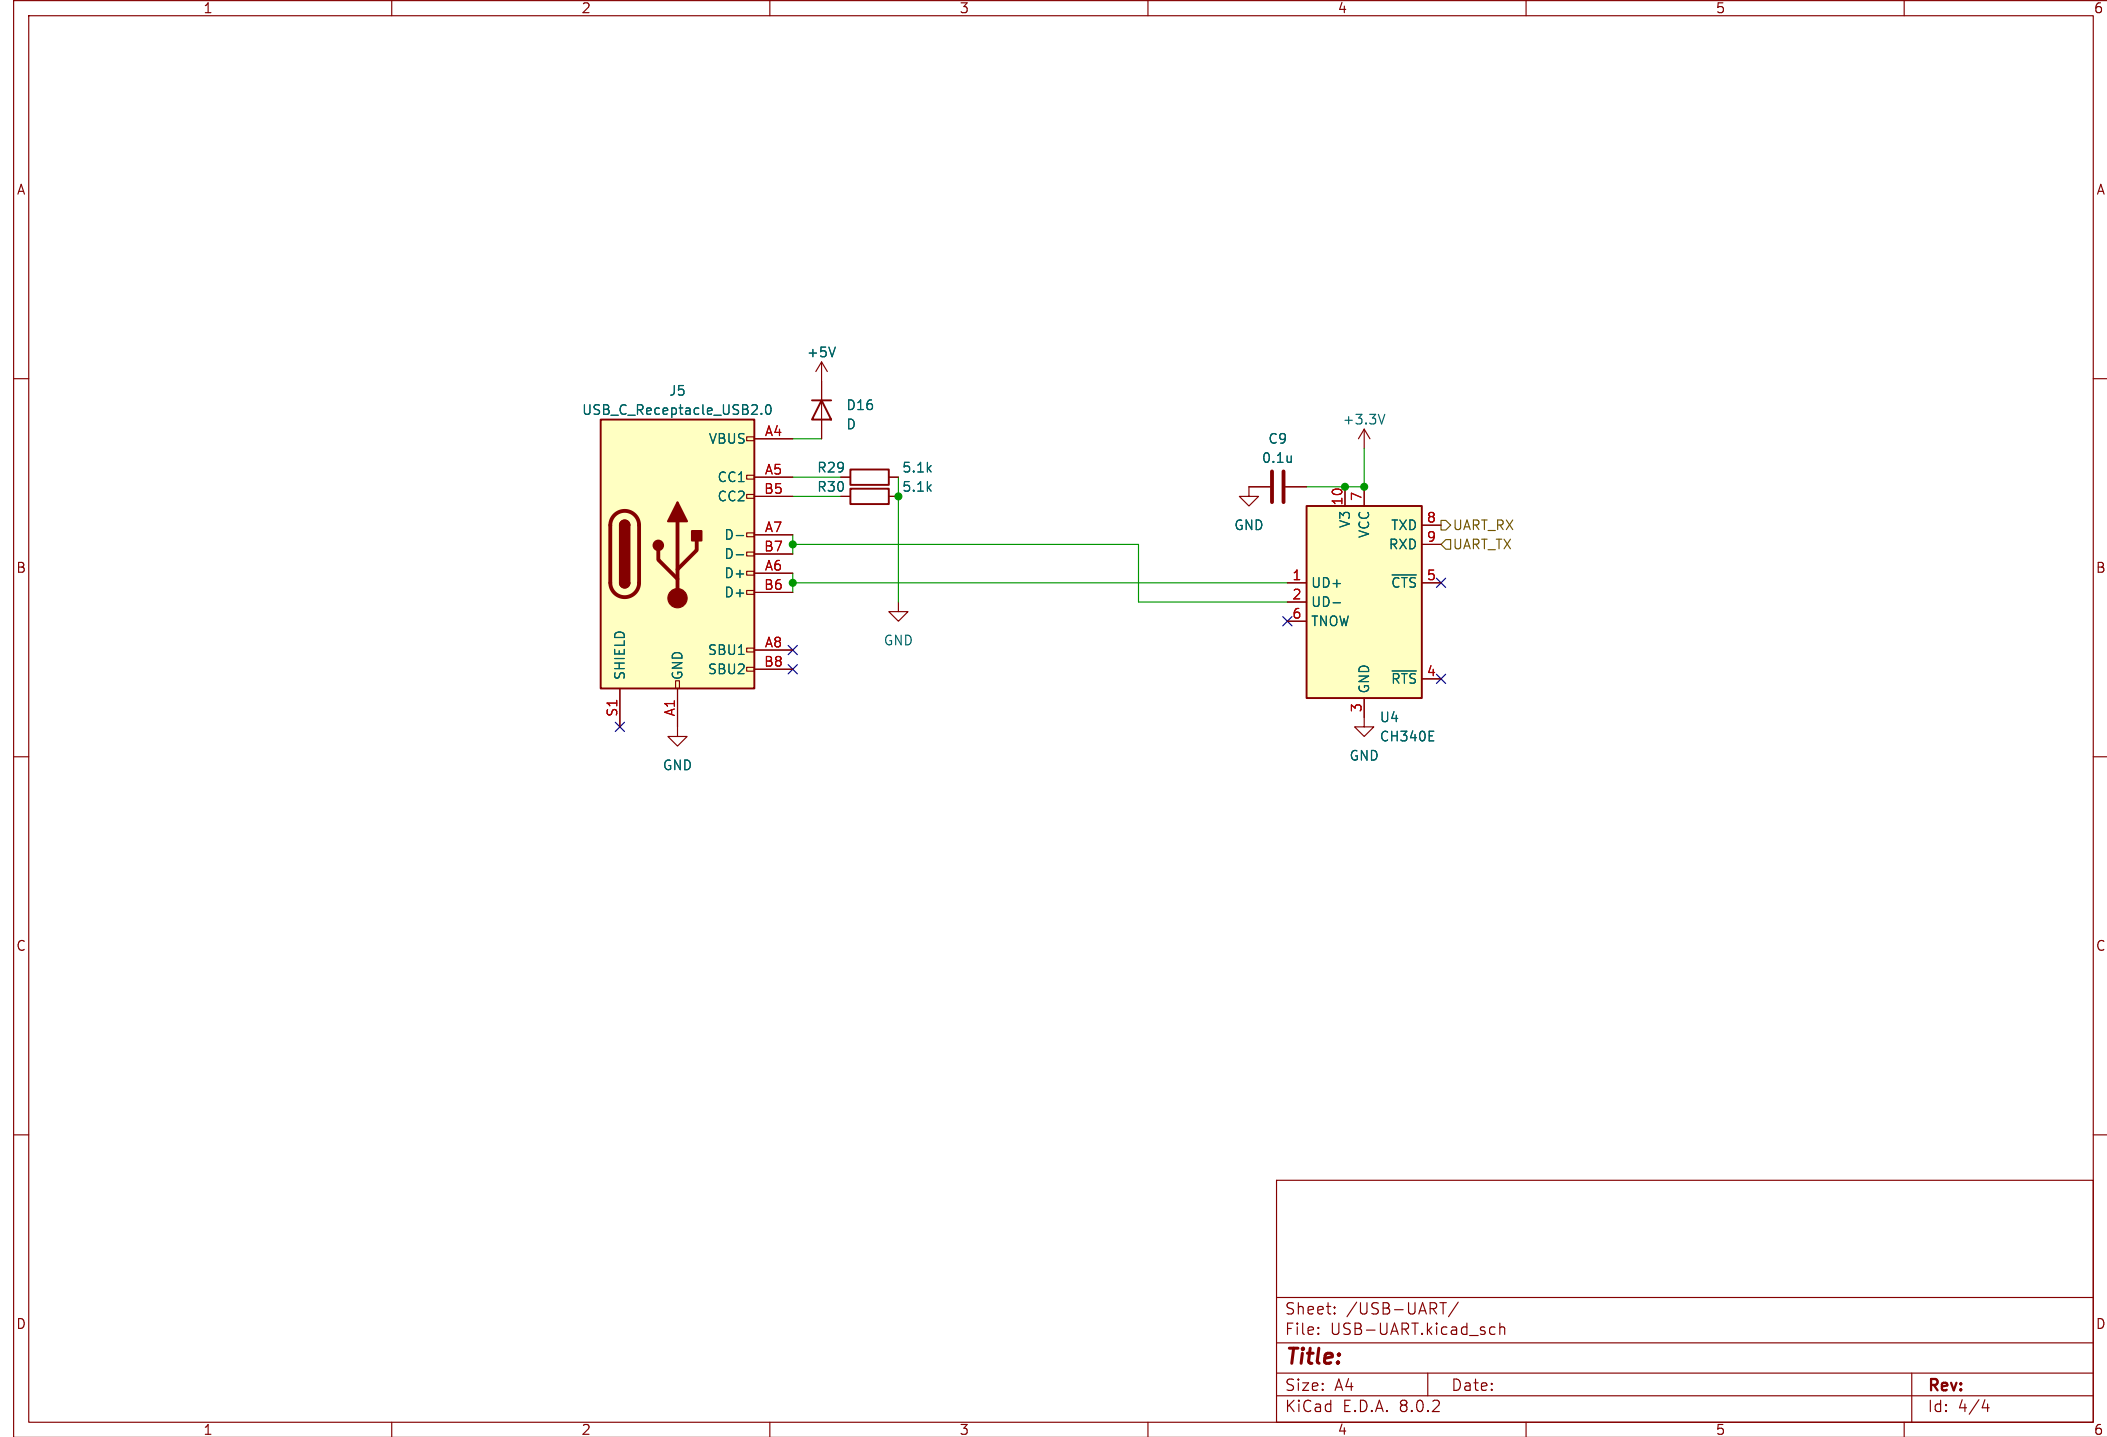 1 2 3 4 5 6
A A
B B
C C
D D
+5V
J5
USB_C_Receptacle_USB2.0
D16
D
VBUS A4
CC1 A5
CC2 B5
R29 5.1k
R30 5.1k
D- A7
D- B7
D+ A6
D+ B6
SBU1 A8
SBU2 B8
SHIELD
GND
S1
A1
GND
GND
+3.3V
C9
0.1u
GND
10
7
V3
VCC
TXD 8 UART_RX
RXD 9 UART_TX
1 UD+
2 UD-
6 TNOW
CTS 5
RTS 4
GND
3
U4
CH340E
GND
Sheet: /USB-UART/
File: USB-UART.kicad_sch
Title:
Size: A4 Date: Rev:
KiCad E.D.A. 8.0.2 Id: 4/4
1 2 3 4 5 6